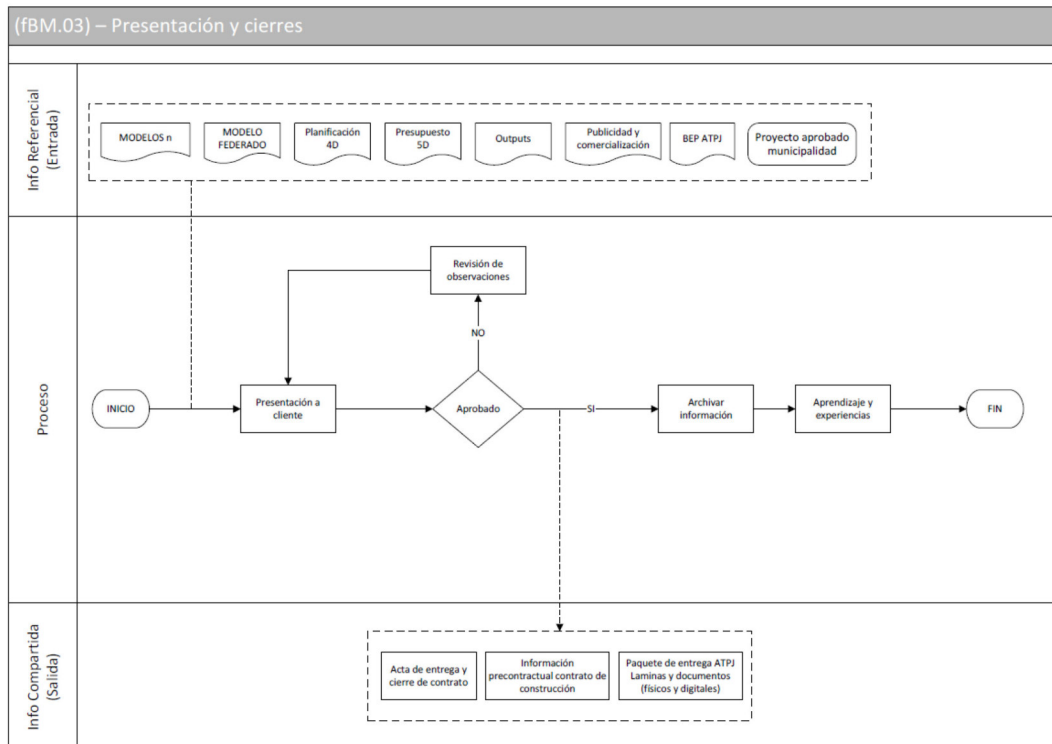 (fBM.03) – Presentación y cierres
Info Referencial
(Entrada)
MODELOS n
MODELO
FEDERADO
Planificación
4D
Presupuesto
5D
Outputs
Publicidad y
comercialización
BEP ATPJ
Proyecto aprobado
municipalidad
Proceso
Revisión de
observaciones
NO
INICIO
Presentación a
cliente
Aprobado
SI
Archivar
información
Aprendizaje y
experiencias
FIN
Info Compartida
(Salida)
Acta de entrega y
cierre de contrato
Información
precontractual contrato de
construcción
Paquete de entrega ATPJ
Laminas y documentos
(físicos y digitales)